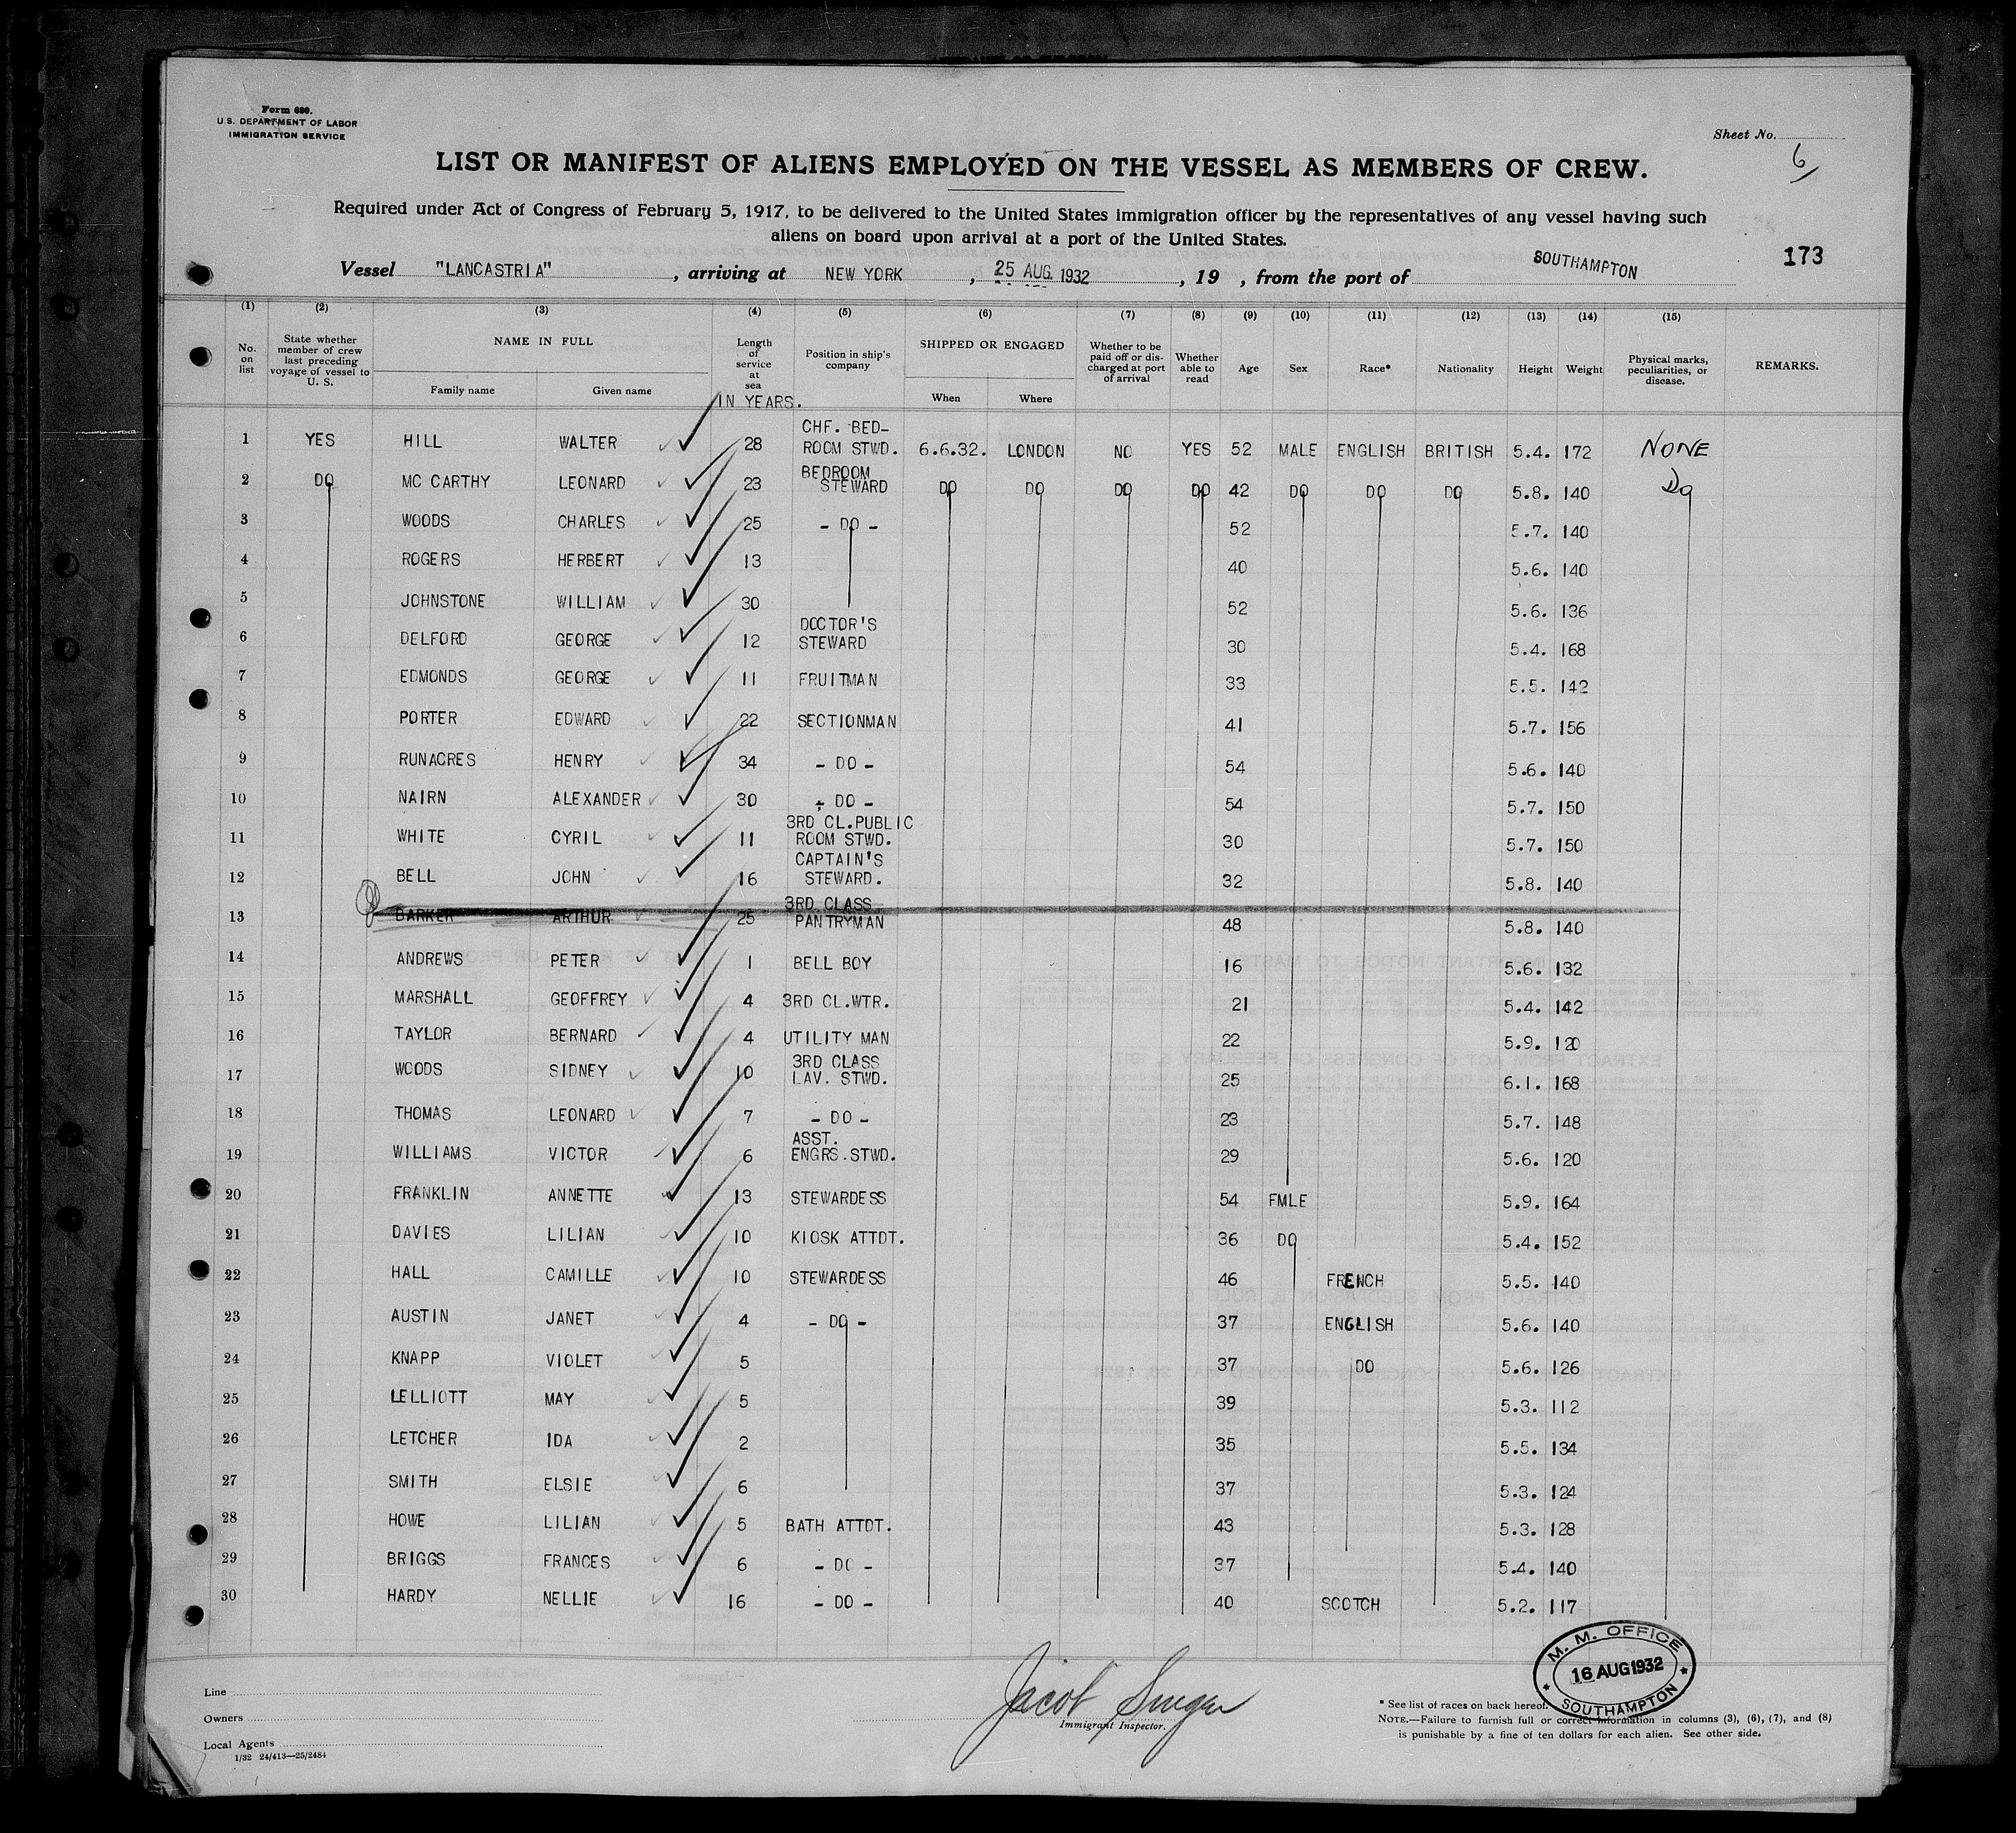 Form 680.
U.S. DEPARTMENT OF LABOR
IMMIGRATION SERVICE
Sheet No.
6
LIST OR MANIFEST OF ALIENS EMPLOYED ON THE VESSEL AS MEMBERS OF CREW.
Required under Act of Congress of February 5, 1917, to be delivered to the United States immigration officer by the representatives of any vessel having such
aliens on board upon arrival at a port of the United States.
Vessel "LANCASTRIA", arriving at NEW YORK, 25 AUG. 1932, 19 , from the port of SOUTHAMPTON 173
(1) (2) (3) (4) (5) (6) (7) (8) (9) (10) (11) (12) (13) (14) (15)
No. on list State whether member of crew last preceding voyage of vessel to U. S. NAME IN FULL Family name Given name Length of service at sea IN YEARS. Position in ship's company SHIPPED OR ENGAGED When Where Whether to be paid off or discharged at port of arrival Whether able to read Age Sex Race* Nationality Height Weight Physical marks, peculiarities, or disease. REMARKS.
1 YES HILL WALTER 28 CHF. BED-ROOM STWD. 6.6.32. LONDON NO YES 52 MALE ENGLISH BRITISH 5.4. 172 NONE
2 DO MC CARTHY LEONARD 23 BEDROOM STEWARD DO DO DO DO 42 DO DO DO 5.8. 140 Do
3 WOODS CHARLES 25 - DO - 52 5.7. 140
4 ROGERS HERBERT 13 40 5.6. 140
5 JOHNSTONE WILLIAM 30 52 5.6. 136
6 DELFORD GEORGE 12 DOCTOR'S STEWARD 30 5.4. 168
7 EDMONDS GEORGE 11 FRUITMAN 33 5.5. 142
8 PORTER EDWARD 22 SECTIONMAN 41 5.7. 156
9 RUNACRES HENRY 34 - DO - 54 5.6. 140
10 NAIRN ALEXANDER 30 - DO - 54 5.7. 150
11 WHITE CYRIL 11 3RD CL.PUBLIC ROOM STWD. 30 5.7. 150
12 BELL JOHN 16 CAPTAIN'S STEWARD. 32 5.8. 140
13 BARKER ARTHUR 25 3RD CLASS PANTRYMAN 48 5.8. 140
14 ANDREWS PETER 1 BELL BOY 16 5.6. 132
15 MARSHALL GEOFFREY 4 3RD CL.WTR. 21 5.4. 142
16 TAYLOR BERNARD 4 UTILITY MAN 22 5.9. 120
17 WOODS SIDNEY 10 3RD CLASS LAV. STWD. 25 6.1. 168
18 THOMAS LEONARD 7 - DO - 23 5.7. 148
19 WILLIAMS VICTOR 6 ASST. ENGRS.STWD. 29 5.6. 120
20 FRANKLIN ANNETTE 13 STEWARDESS 54 FMLE 5.9. 164
21 DAVIES LILIAN 10 KIOSK ATTDT. 36 DO 5.4. 152
22 HALL CAMILLE 10 STEWARDESS 46 FRENCH 5.5. 140
23 AUSTIN JANET 4 - DO - 37 ENGLISH 5.6. 140
24 KNAPP VIOLET 5 37 DO 5.6. 126
25 LELLIOTT MAY 5 39 5.3. 112
26 LETCHER IDA 2 35 5.5. 134
27 SMITH ELSIE 6 37 5.3. 124
28 HOWE LILIAN 5 BATH ATTDT. 43 5.3. 128
29 BRIGGS FRANCES 6 - DO - 37 5.4. 140
30 HARDY NELLIE 16 - DO - 40 SCOTCH 5.2. 117
M. M. OFFICE
16 AUG 1932
SOUTHAMPTON
Line
Owners
Local Agents
1/32 24/413—25/2484
Jacob
Immigrant Inspector.
* See list of races on back hereof.
NOTE.—Failure to furnish full or correct information in columns (3), (6), (7), and (8)
is punishable by a fine of ten dollars for each alien. See other side.